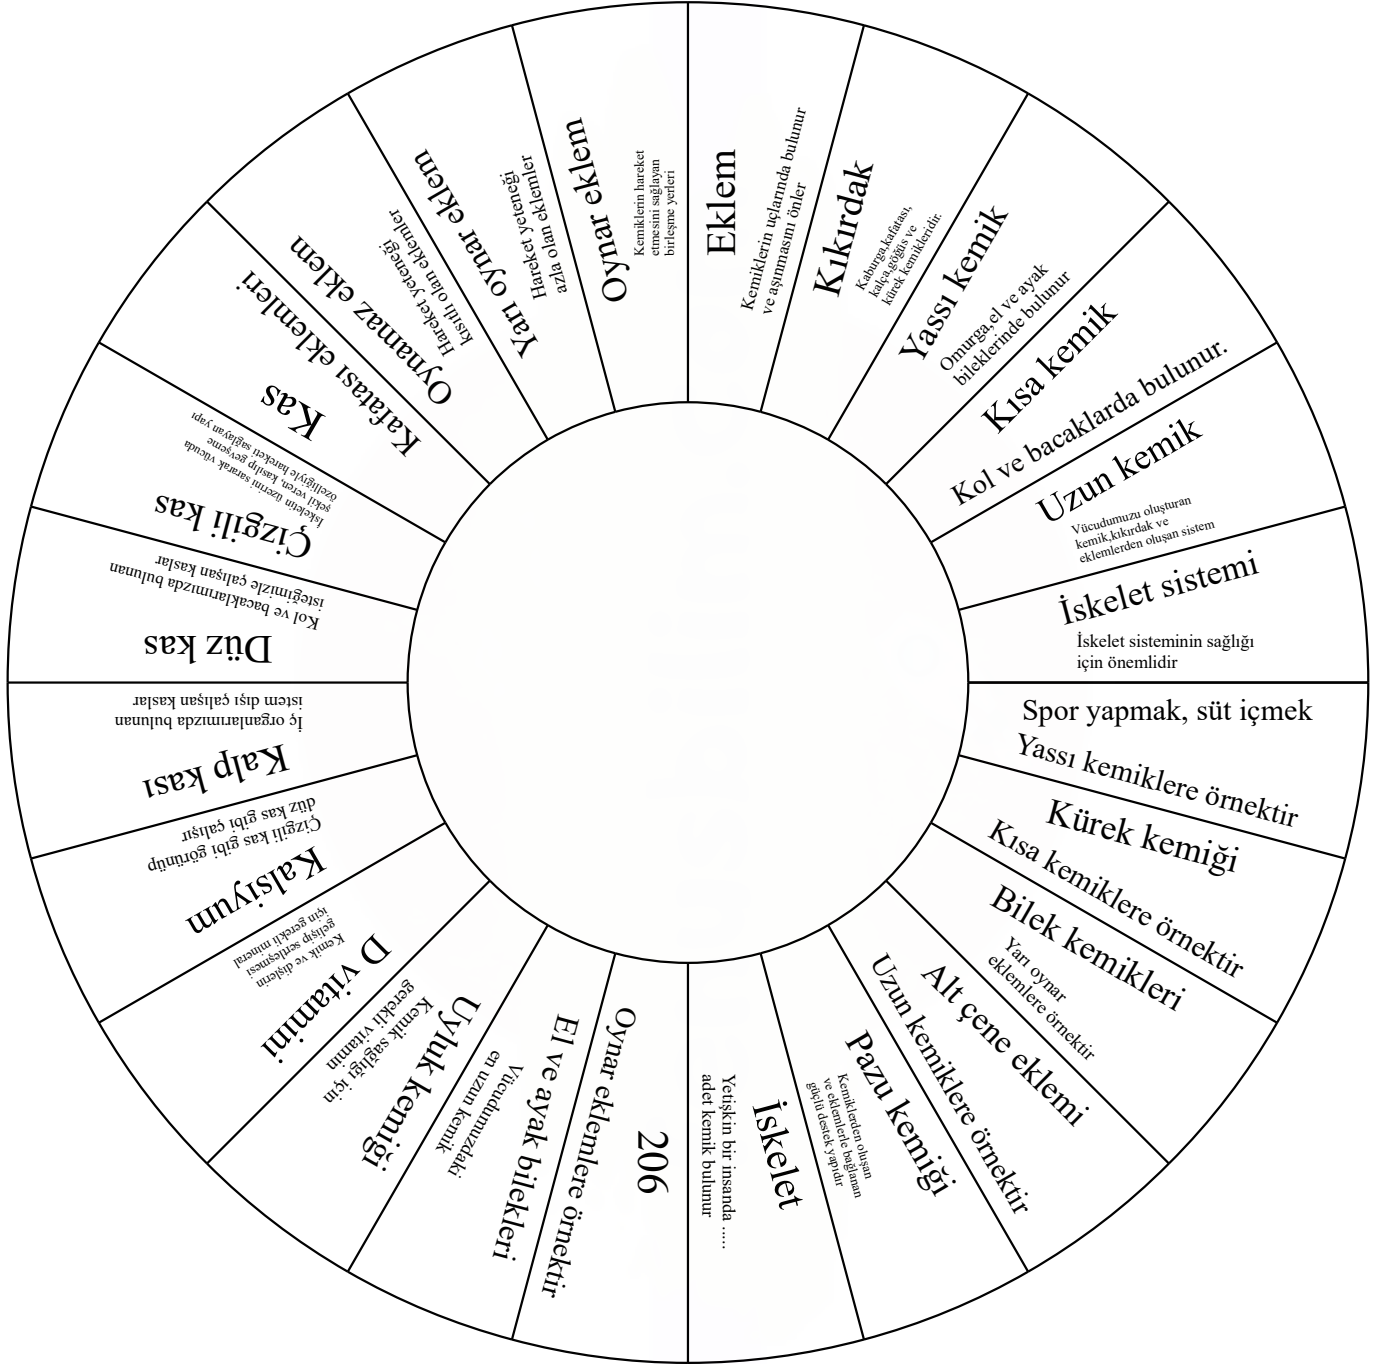 Eklem
Kemiklerin uçlarında bulunur
ve aşınmasını önler
Kıkırdak
Kaburga,kafatası,
kalça,göğüs ve
kürek kemikleridir.
Yassı kemik
Omurga,el ve ayak
bileklerinde bulunur
Kısa kemik
Kol ve bacaklarda bulunur.
Uzun kemik
Vücudumuzu oluşturan
kemik,kıkırdak ve
eklemlerden oluşan sistem
İskelet sistemi
İskelet sisteminin sağlığı
için önemlidir
Spor yapmak, süt içmek
Yassı kemiklere örnektir
Kürek kemiği
Kısa kemiklere örnektir
Bilek kemikleri
Yarı oynar
eklemlere örnektir
Alt çene eklemi
Uzun kemiklere örnektir
Pazu kemiği
Kemiklerden oluşan
ve eklemlerle bağlanan
güçlü destek yapıdır
İskelet
Yetişkin bir insanda .....
adet kemik bulunur
206
Oynar eklemlere örnektir.
El ve ayak bilekleri
Vücudumuzdaki
en uzun kemik
Uyluk kemiği
Kemik sağlığı için
gerekli vitamin
D vitamini
Kemik ve dişlerin
gelişip sertleşmesi
için gerekli mineral
Kalsiyum
Çizgili kas gibi görünüp
düz kas gibi çalışır
Kalp kası
İç organlarımızda bulunan
istem dışı çalışan kaslar
Düz kas
Kol ve bacaklarımızda bulunan
isteğimizle çalışan kaslar
Çizgili kas
İskeletin üzerini sararak vücuda
şekil veren, kasılıp gevşeme
özelliğiyle hareketi sağlayan yapı
Kas
Kafatası eklemleri
Oynamaz eklem
Hareket yeteneği
kısıtlı olan eklemler
Yarı oynar eklem
Hareket yeteneği
azla olan eklemler
Oynar eklem
Kemiklerin hareket
etmesini sağlayan
birleşme yerleri